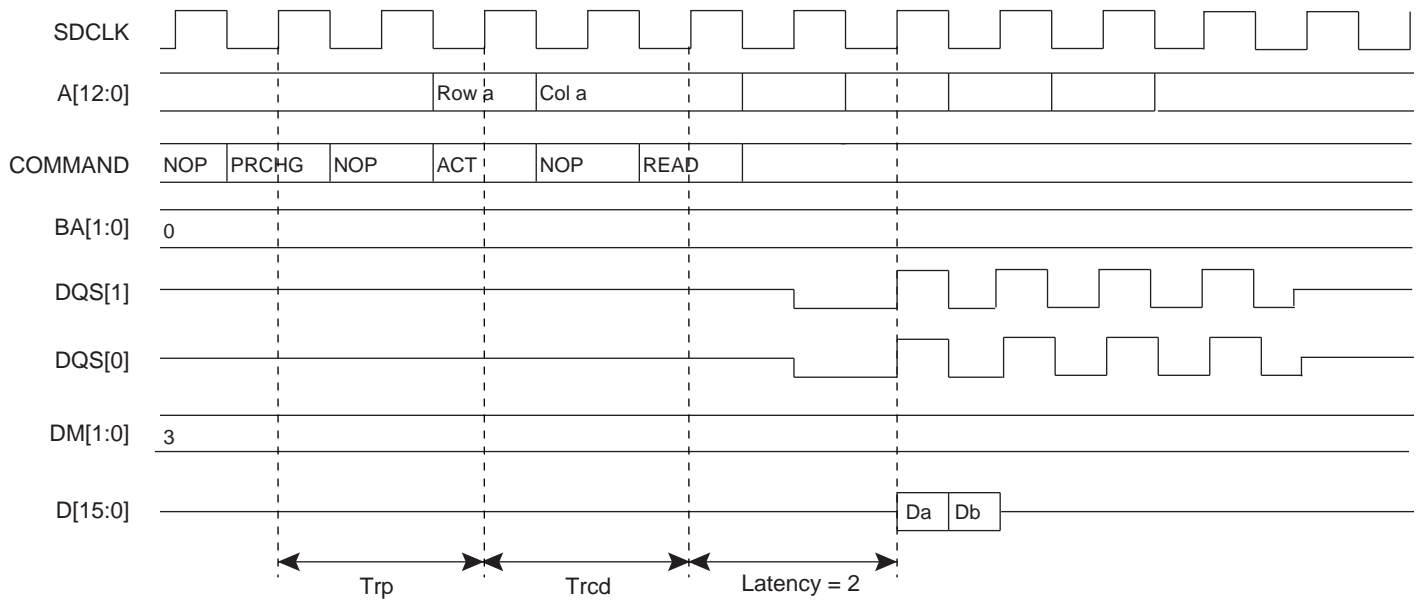 SDCLK
A[12:0] Row a Col a
COMMAND NOP PRCHG NOP ACT NOP READ
BA[1:0] 0
DQS[1]
DQS[0]
DM[1:0] 3
D[15:0] Da Db
Trp Trcd Latency = 2